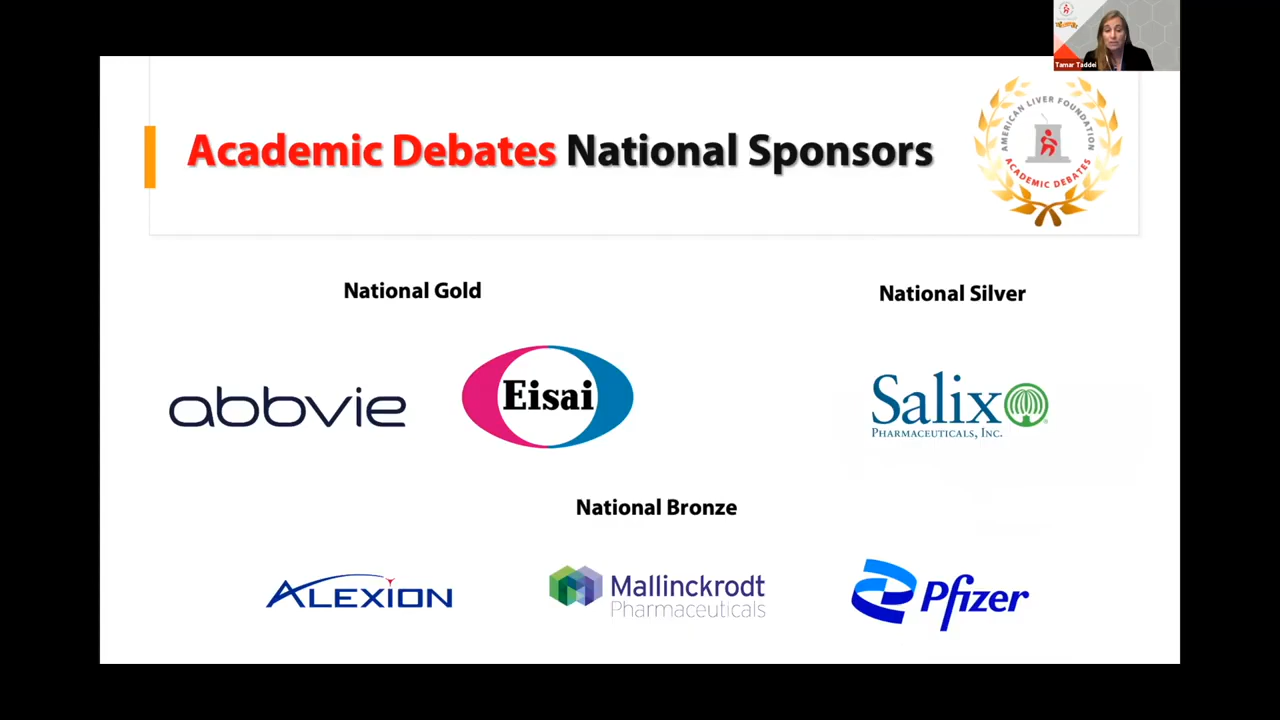 Tamar Taddei
Academic Debates National Sponsors
AMERICAN LIVER FOUNDATION
ACADEMIC DEBATES
National Gold
National Silver
abbvie
Eisai
Salix
PHARMACEUTICALS, INC.
National Bronze
ALEXION
Mallinckrodt
Pharmaceuticals
Pfizer